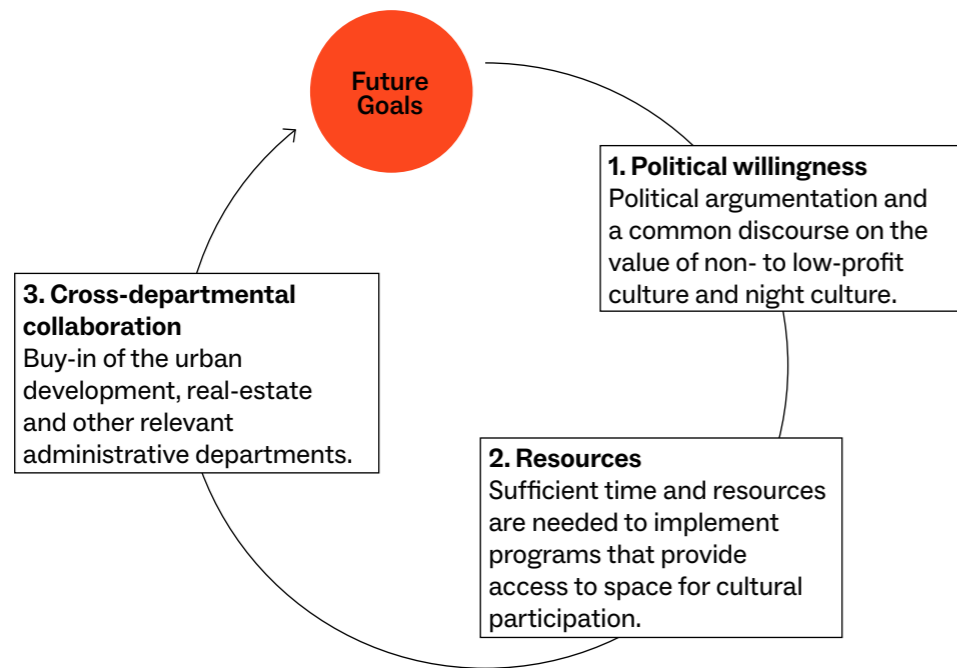 Future
Goals
1. Political willingness
Political argumentation and
a common discourse on the
value of non- to low-profit
culture and night culture.
2. Resources
Sufficient time and resources
are needed to implement
programs that provide
access to space for cultural
participation.
3. Cross-departmental
collaboration
Buy-in of the urban
development, real-estate
and other relevant
administrative departments.